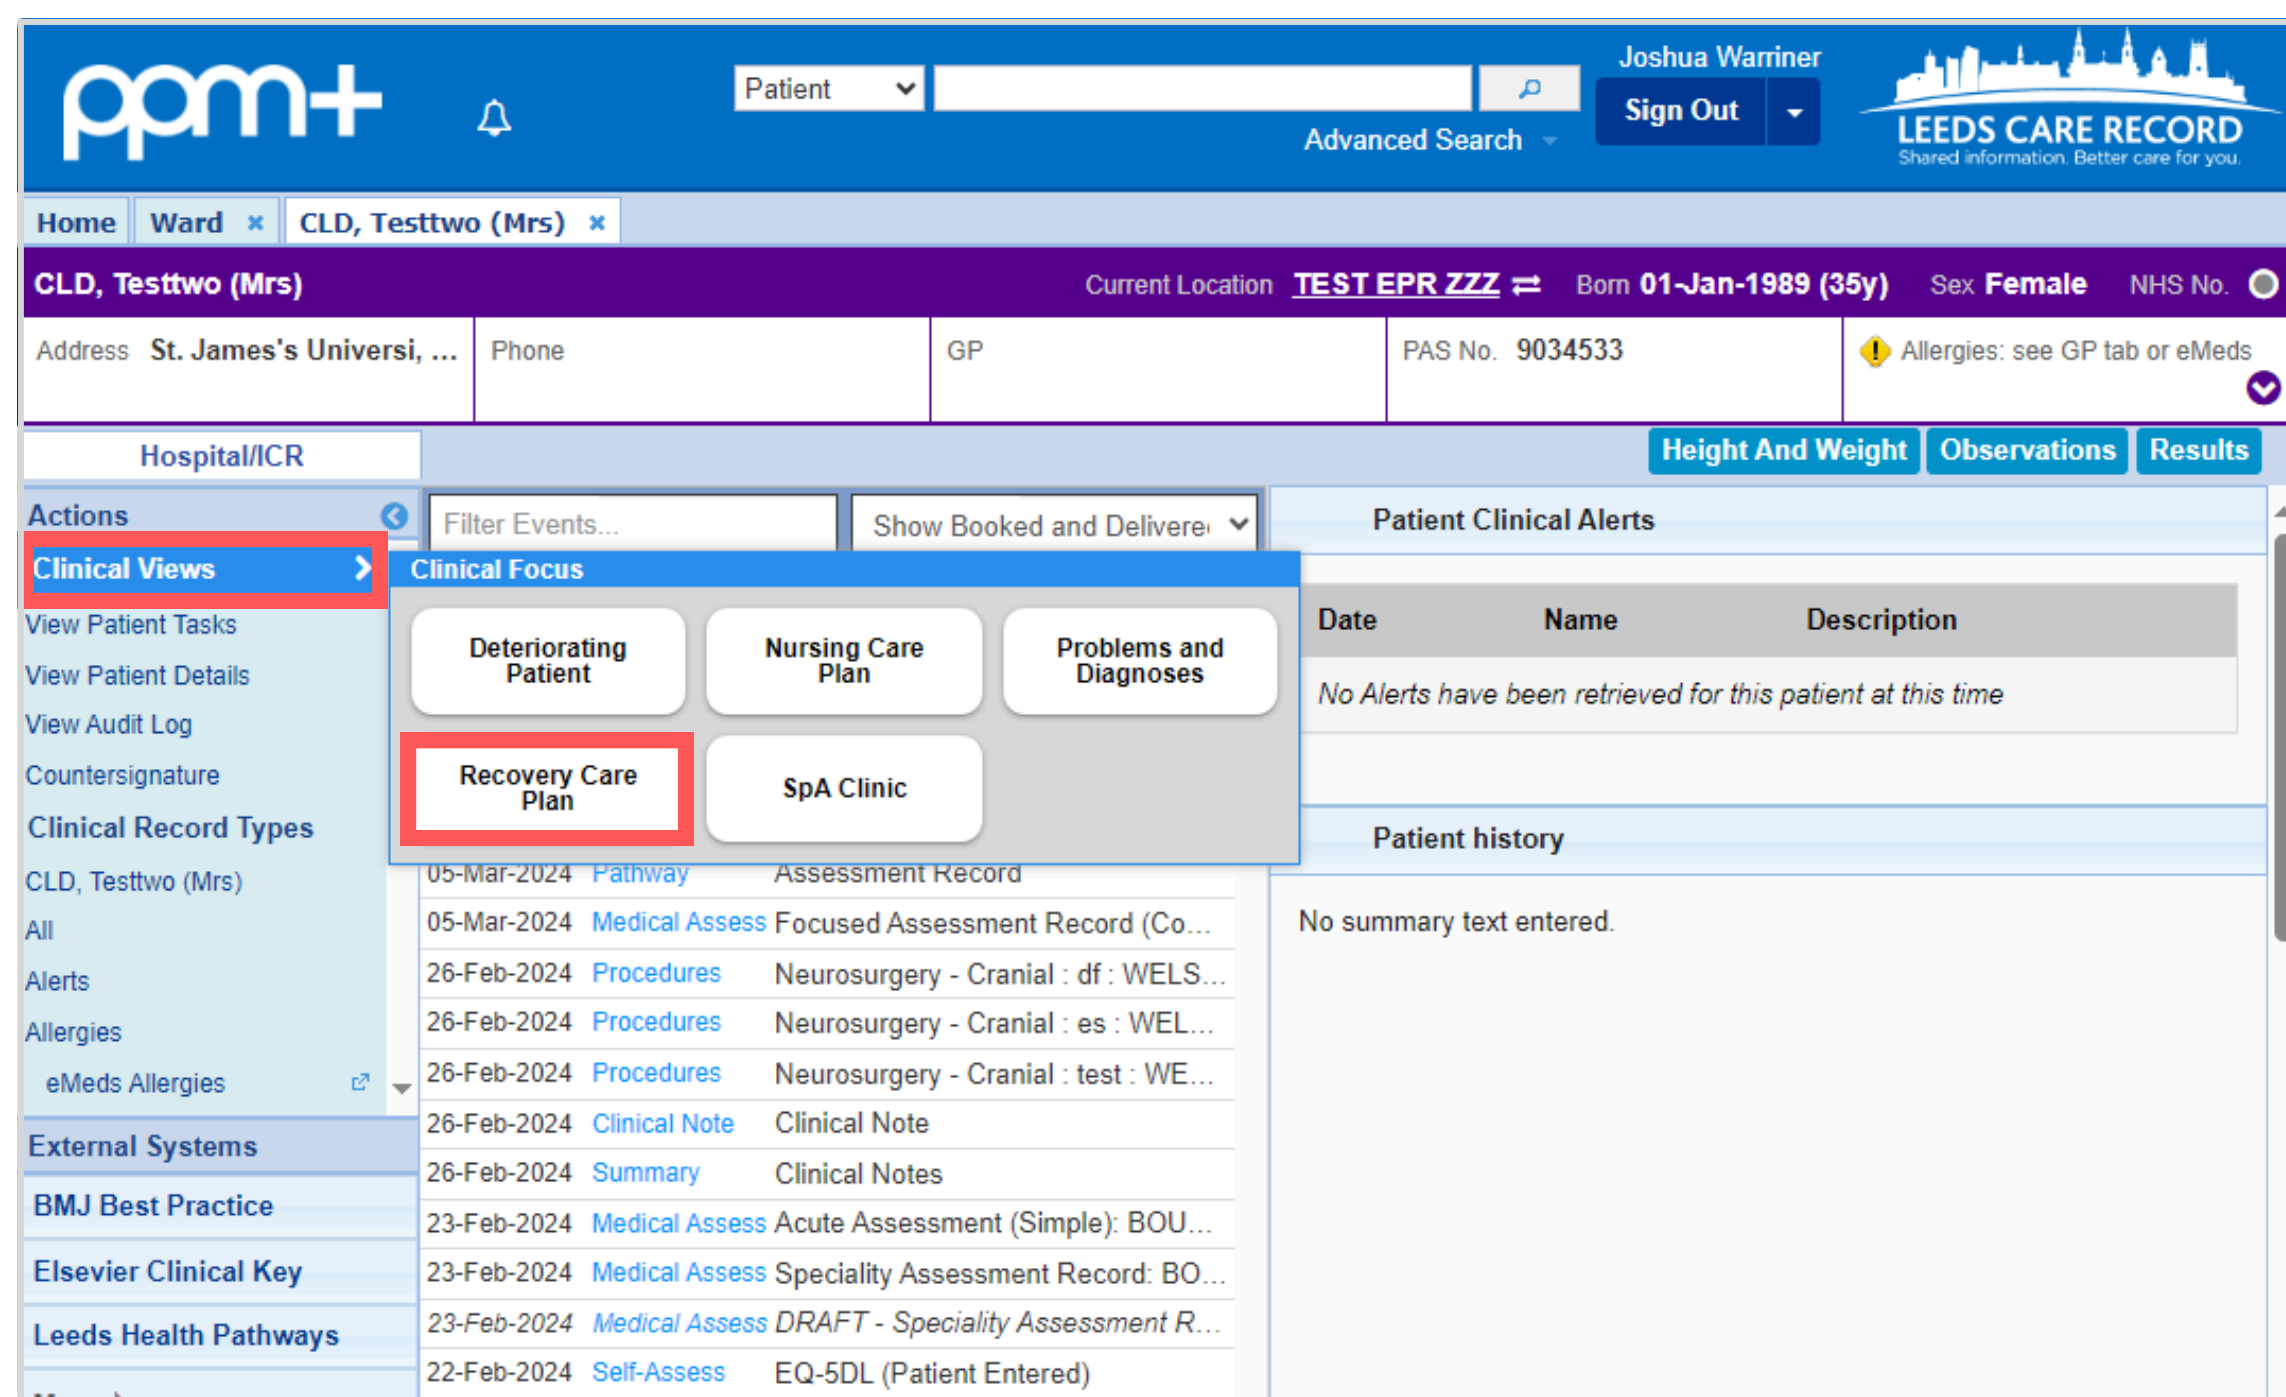 ppm+
Patient
Joshua Warriner
Sign Out
Advanced Search
LEEDS CARE RECORD
Shared information. Better care for you.
Home Ward CLD, Testtwo (Mrs)
CLD, Testtwo (Mrs) Current Location TEST EPR ZZZ Born 01-Jan-1989 (35y) Sex Female NHS No.
Address St. James's Universi, ... Phone GP PAS No. 9034533 Allergies: see GP tab or eMeds
Hospital/ICR Height And Weight Observations Results
Actions
Clinical Views
View Patient Tasks
View Patient Details
View Audit Log
Countersignature
Clinical Record Types
CLD, Testtwo (Mrs)
All
Alerts
Allergies
eMeds Allergies
External Systems
BMJ Best Practice
Elsevier Clinical Key
Leeds Health Pathways
Filter Events... Show Booked and Delivere
Clinical Focus
Deteriorating
Patient
Nursing Care
Plan
Problems and
Diagnoses
Recovery Care
Plan
SpA Clinic
05-Mar-2024 Pathway Assessment Record
05-Mar-2024 Medical Assess Focused Assessment Record (Co...
26-Feb-2024 Procedures Neurosurgery - Cranial : df : WELS...
26-Feb-2024 Procedures Neurosurgery - Cranial : es : WEL...
26-Feb-2024 Procedures Neurosurgery - Cranial : test : WE...
26-Feb-2024 Clinical Note Clinical Note
26-Feb-2024 Summary Clinical Notes
23-Feb-2024 Medical Assess Acute Assessment (Simple): BOU...
23-Feb-2024 Medical Assess Speciality Assessment Record: BO...
23-Feb-2024 Medical Assess DRAFT - Speciality Assessment R...
22-Feb-2024 Self-Assess EQ-5DL (Patient Entered)
Patient Clinical Alerts
Date Name Description
No Alerts have been retrieved for this patient at this time
Patient history
No summary text entered.